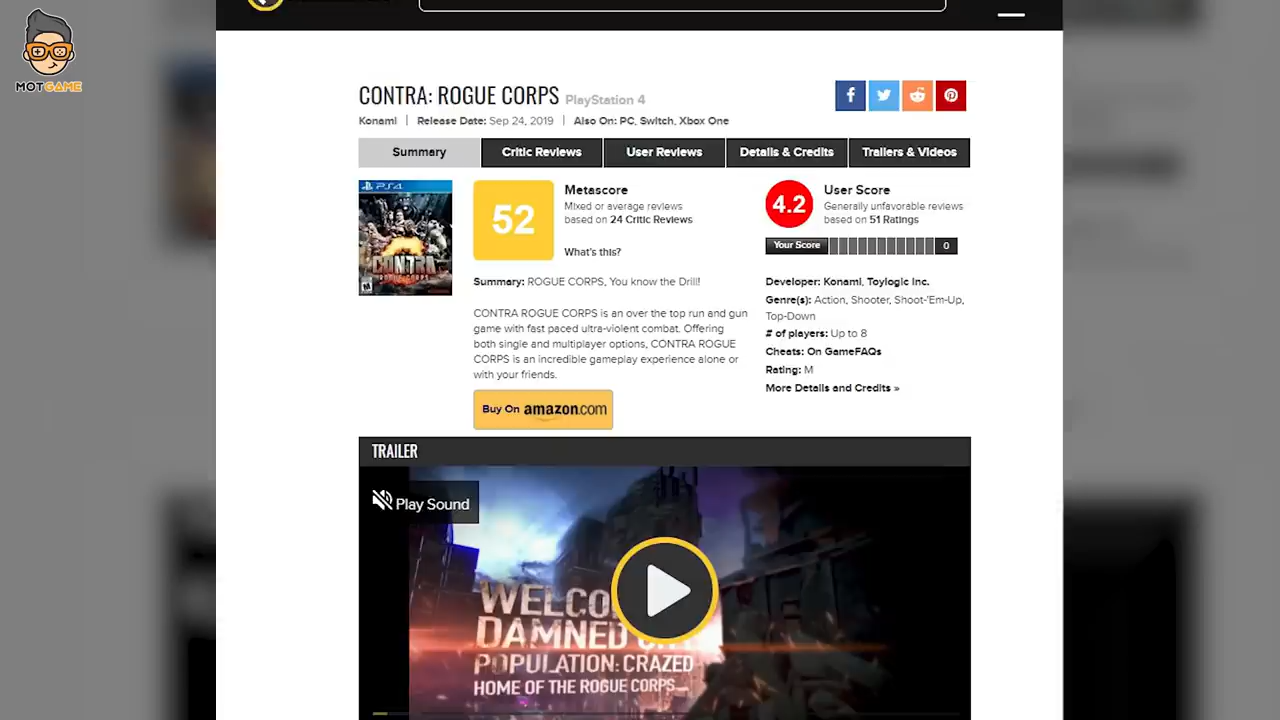 MOTGAME
CONTRA: ROGUE CORPS PlayStation 4
Konami | Release Date: Sep 24, 2019 | Also On: PC, Switch, Xbox One
Summary Critic Reviews User Reviews Details & Credits Trailers & Videos
PS4
CONTRA
ROGUE CORPS
52
Metascore
Mixed or average reviews
based on 24 Critic Reviews
What's this?
4.2
User Score
Generally unfavorable reviews
based on 51 Ratings
Your Score 0
Summary: ROGUE CORPS, You know the Drill!
CONTRA ROGUE CORPS is an over the top run and gun
game with fast paced ultra-violent combat. Offering
both single and multiplayer options, CONTRA ROGUE
CORPS is an incredible gameplay experience alone or
with your friends.
Buy On amazon.com
Developer: Konami, Toylogic Inc.
Genre(s): Action, Shooter, Shoot-'Em-Up,
Top-Down
# of players: Up to 8
Cheats: On GameFAQs
Rating: M
More Details and Credits »
TRAILER
Play Sound
DAMNED
POPULATION: CRAZED
HOME OF THE ROGUE CORPS